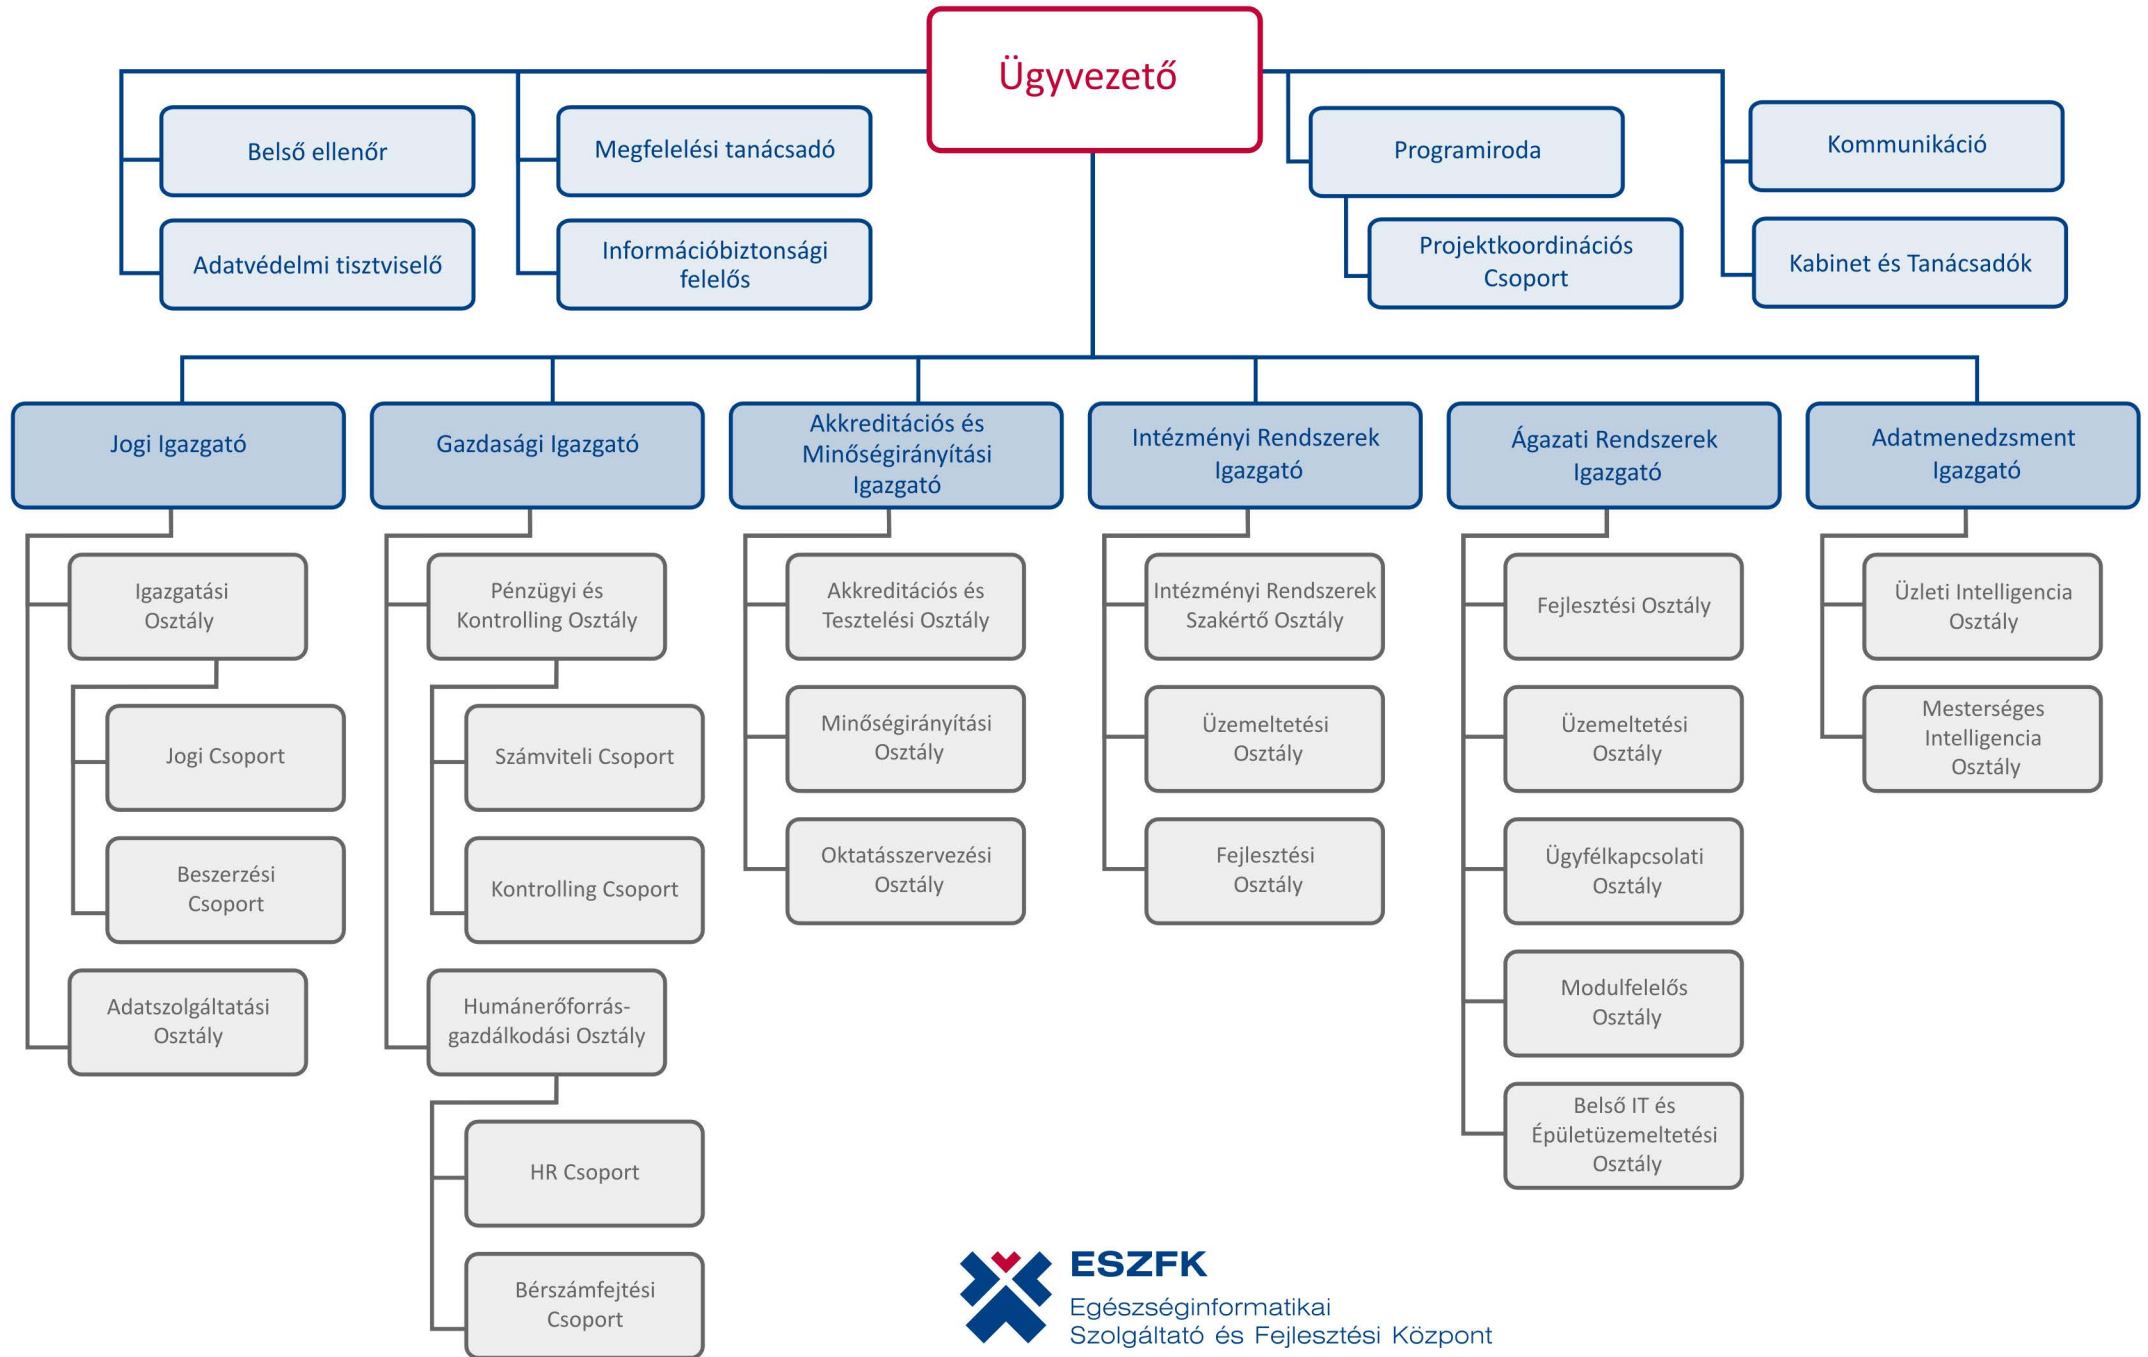 Ügyvezető
Belső ellenőr
Megfelelési tanácsadó
Programiroda
Kommunikáció
Adatvédelmi tisztviselő
Információbiztonsági
felelős
Projektkoordinációs
Csoport
Kabinet és Tanácsadók
Jogi Igazgató
Gazdasági Igazgató
Akkreditációs és
Minőségirányítási
Igazgató
Intézményi Rendszerek
Igazgató
Ágazati Rendszerek
Igazgató
Adatmenedzsment
Igazgató
Igazgatási
Osztály
Jogi Csoport
Beszerzési
Csoport
Adatszolgáltatási
Osztály
Pénzügyi és
Kontrolling Osztály
Számviteli Csoport
Kontrolling Csoport
Humánerőforrás-
gazdálkodási Osztály
HR Csoport
Bérszámfejtési
Csoport
Akkreditációs és
Tesztelési Osztály
Minőségirányítási
Osztály
Oktatásszervezési
Osztály
Intézményi Rendszerek
Szakértő Osztály
Üzemeltetési
Osztály
Fejlesztési
Osztály
Fejlesztési Osztály
Üzemeltetési
Osztály
Ügyfélkapcsolati
Osztály
Modulfelelős
Osztály
Belső IT és
Épületüzemeltetési
Osztály
Üzleti Intelligencia
Osztály
Mesterséges
Intelligencia
Osztály
ESZFK
Egészséginformatikai
Szolgáltató és Fejlesztési Központ